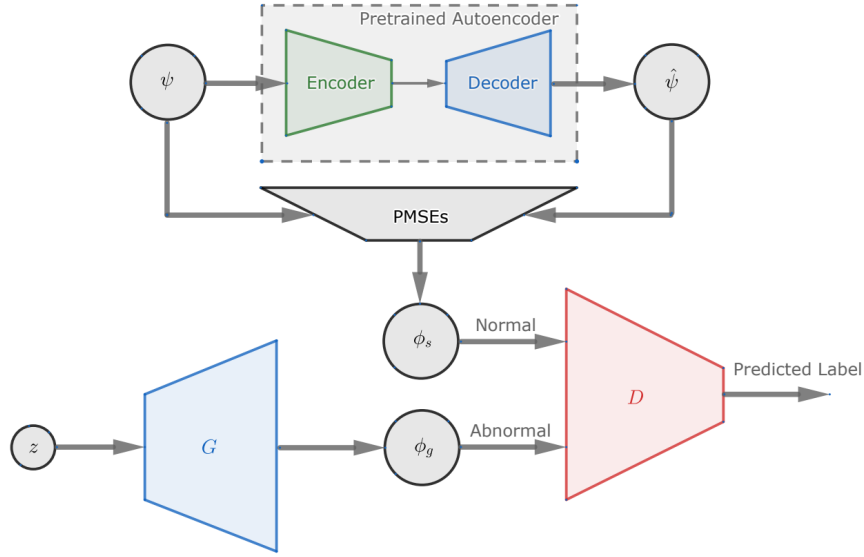 Pretrained Autoencoder
ψ
Encoder
Decoder
ψ̂
PMSEs
ϕ_s
Normal
Predicted Label
D
z
G
ϕ_g
Abnormal